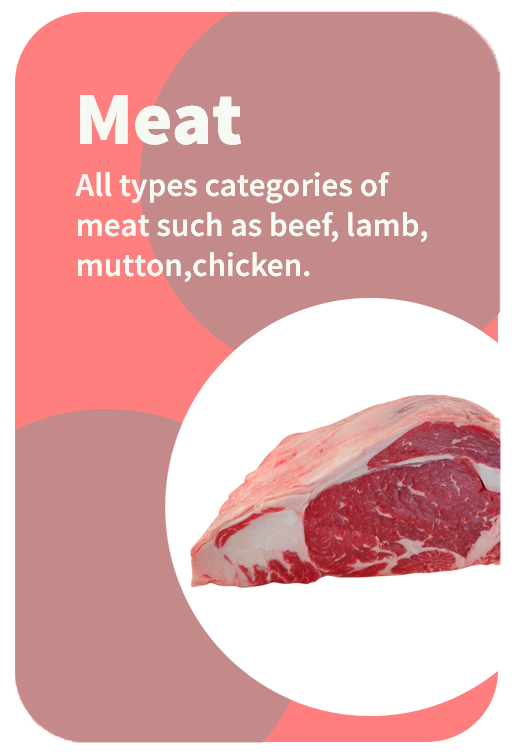 Meat
All types categories of
meat such as beef, lamb,
mutton,chicken.